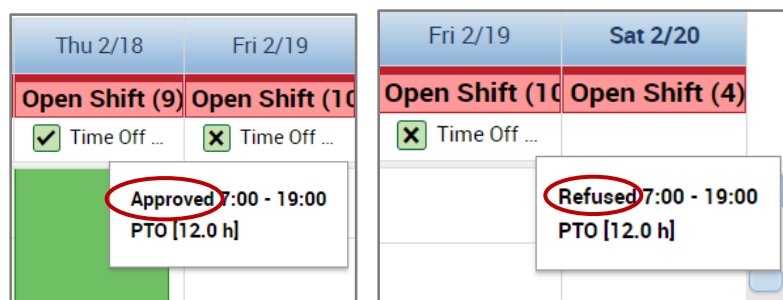 Thu 2/18 Fri 2/19
Open Shift (9) Open Shift (10
Time Off ... Time Off ...
Approved 7:00 - 19:00
PTO [12.0 h]
Fri 2/19 Sat 2/20
Open Shift (10 Open Shift (4)
Time Off ...
Refused 7:00 - 19:00
PTO [12.0 h]